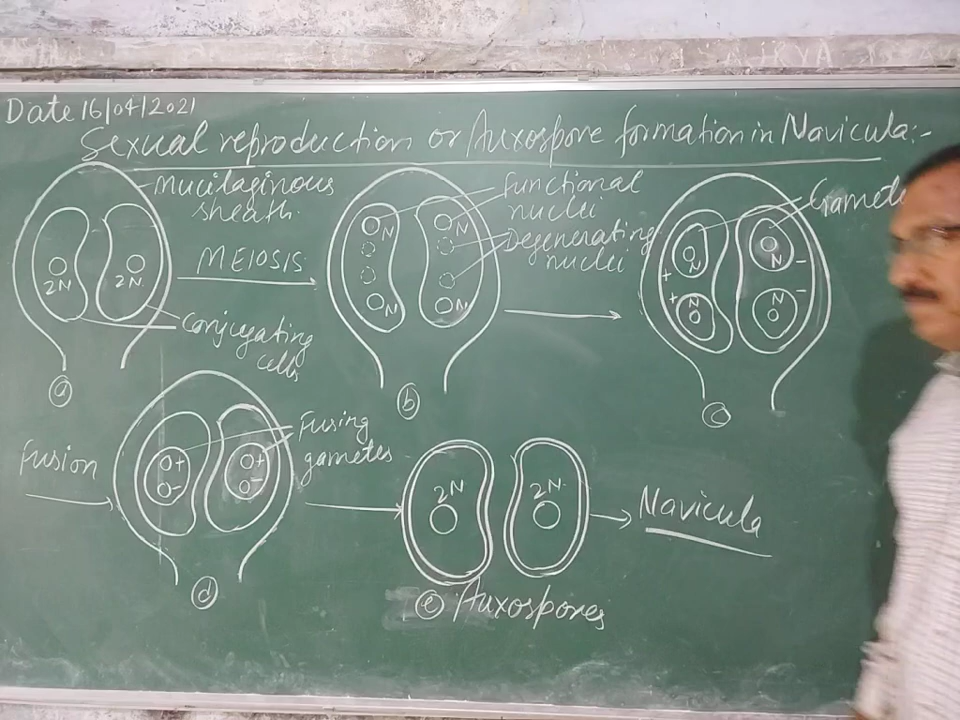 Date 16/04/2021
Sexual reproduction or Auxospore formation in Navicula:-
Mucilaginous
sheath.
2N
2N
MEIOSIS
Conjugating
cells
a
Functional
nuclei
Degenerating
nuclei
N
N
N
N
b
N
N
N
N
+
+
-
-
c
Fusion
Fusing
gametes
+
-
+
-
d
2N
2N
e Auxospores
Navicula